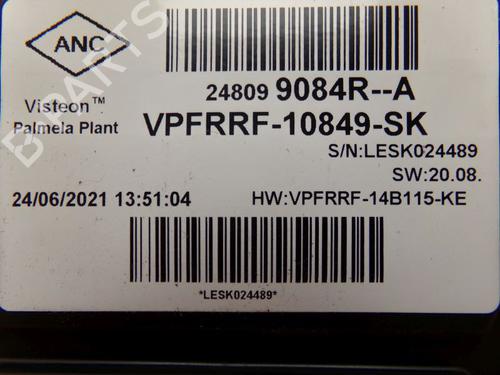 ANC
24809 9084R--A
Visteon™
Palmela Plant
VPFRRF-10849-SK
S/N:LESK024489
SW:20.08.
24/06/2021 13:51:04
HW:VPFRRF-14B115-KE
*LESK024489*
B-PARTS